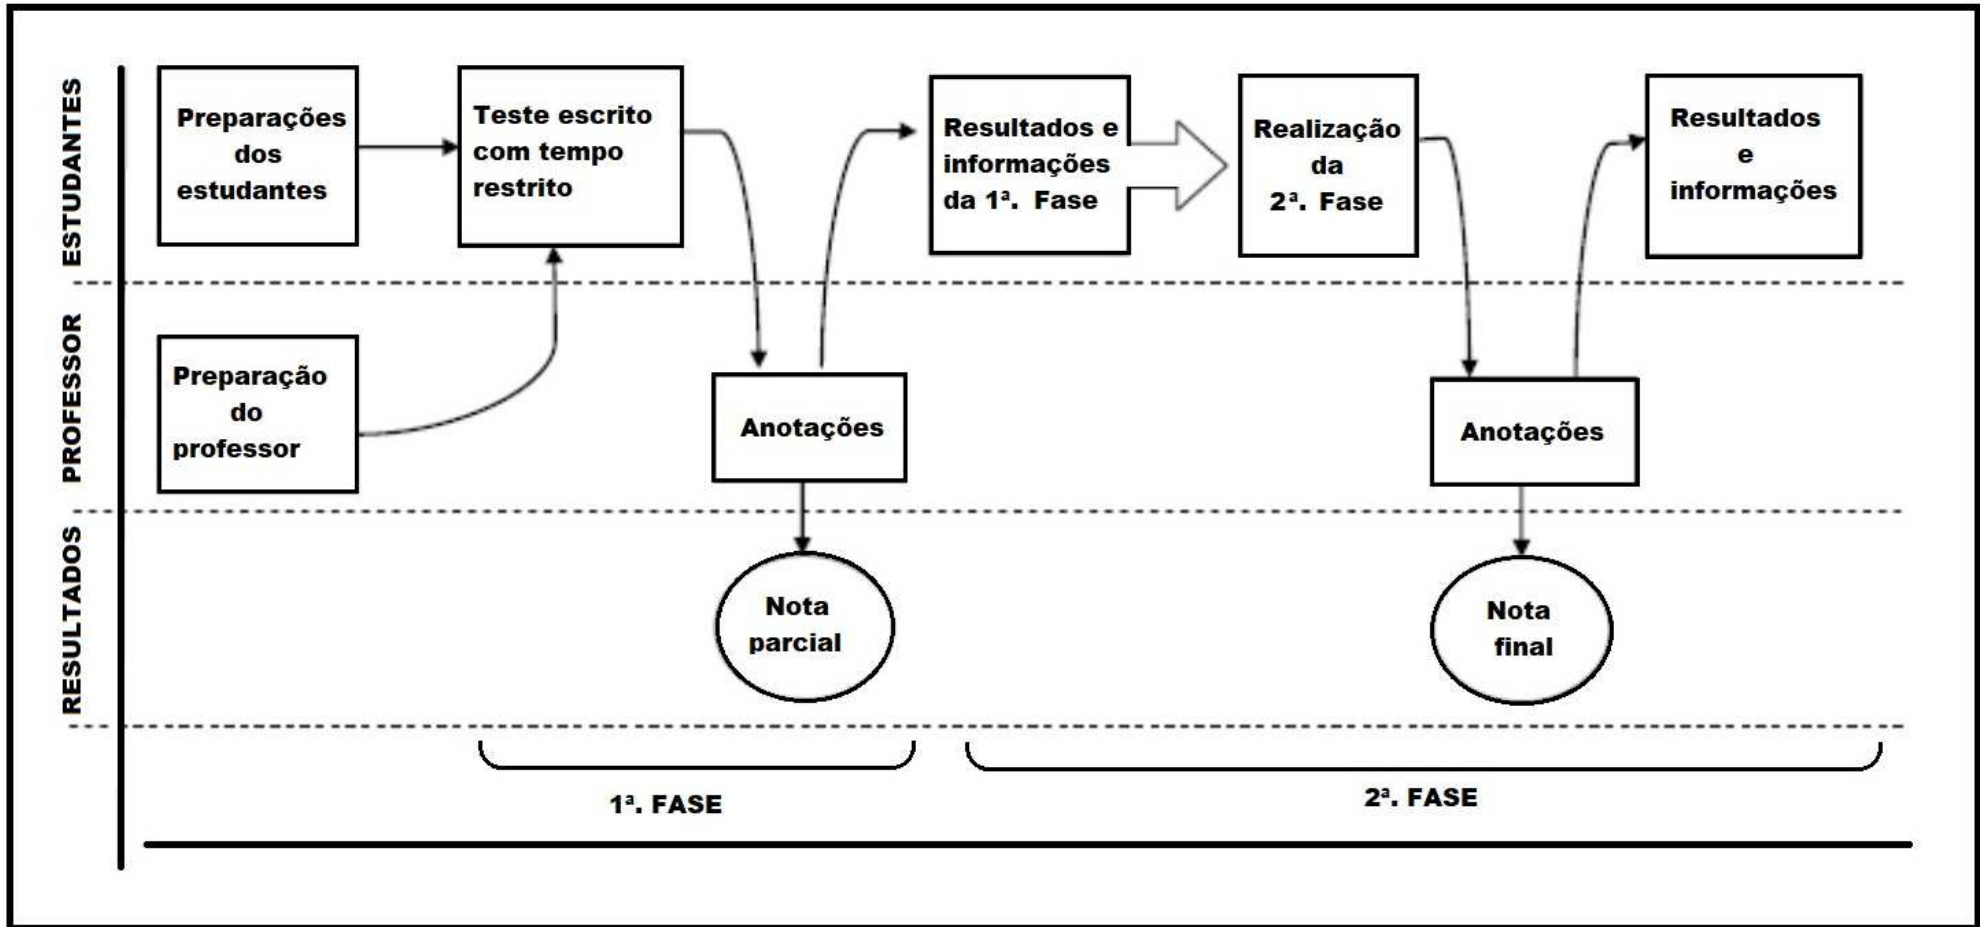 ESTUDANTES
Preparações
dos
estudantes
Teste escrito
com tempo
restrito
Resultados e
informações
da 1ª. Fase
Realização
da
2ª. Fase
Resultados
e
informações
PROFESSOR
Preparação
do
professor
Anotações
Anotações
RESULTADOS
Nota
parcial
Nota
final
1ª. FASE
2ª. FASE